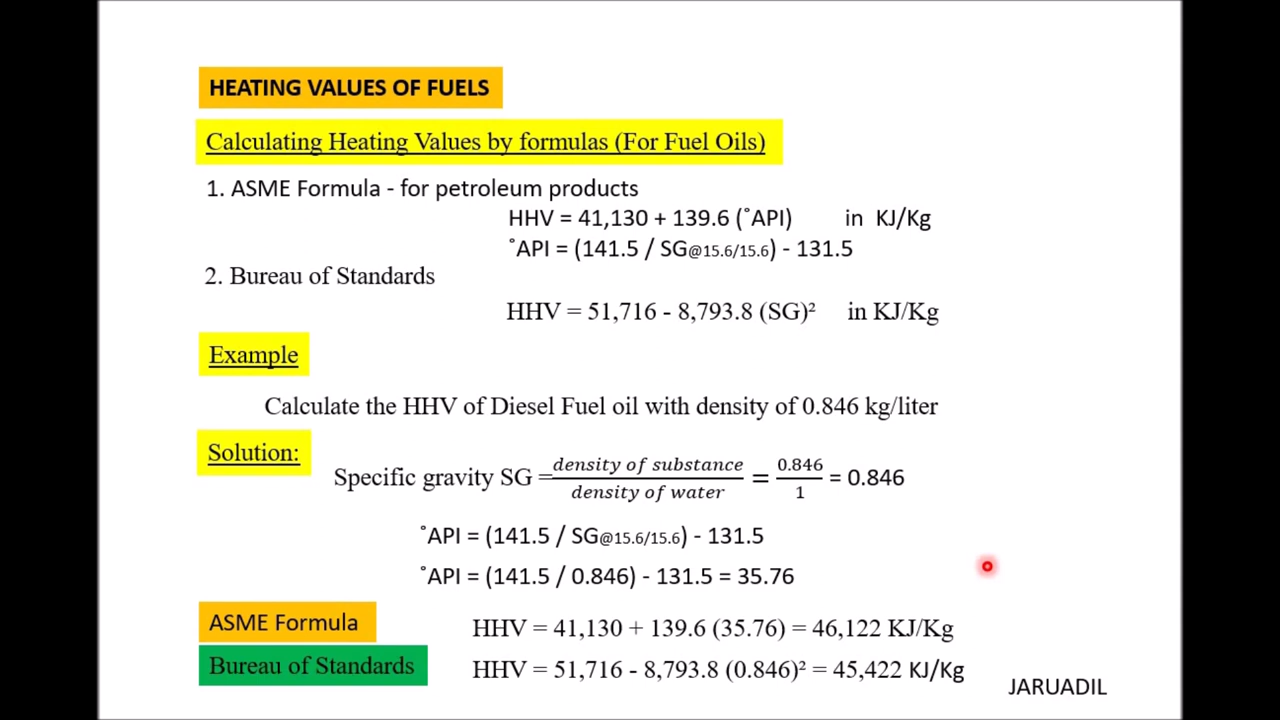 HEATING VALUES OF FUELS
Calculating Heating Values by formulas (For Fuel Oils)
1. ASME Formula - for petroleum products
HHV = 41,130 + 139.6 (˚API) in KJ/Kg
˚API = (141.5 / SG@15.6/15.6) - 131.5
2. Bureau of Standards
HHV = 51,716 - 8,793.8 (SG)² in KJ/Kg
Example
Calculate the HHV of Diesel Fuel oil with density of 0.846 kg/liter
Solution:
Specific gravity SG = density of substance / density of water = 0.846 / 1 = 0.846
˚API = (141.5 / SG@15.6/15.6) - 131.5
˚API = (141.5 / 0.846) - 131.5 = 35.76
ASME Formula HHV = 41,130 + 139.6 (35.76) = 46,122 KJ/Kg
Bureau of Standards HHV = 51,716 - 8,793.8 (0.846)² = 45,422 KJ/Kg
JARUADIL